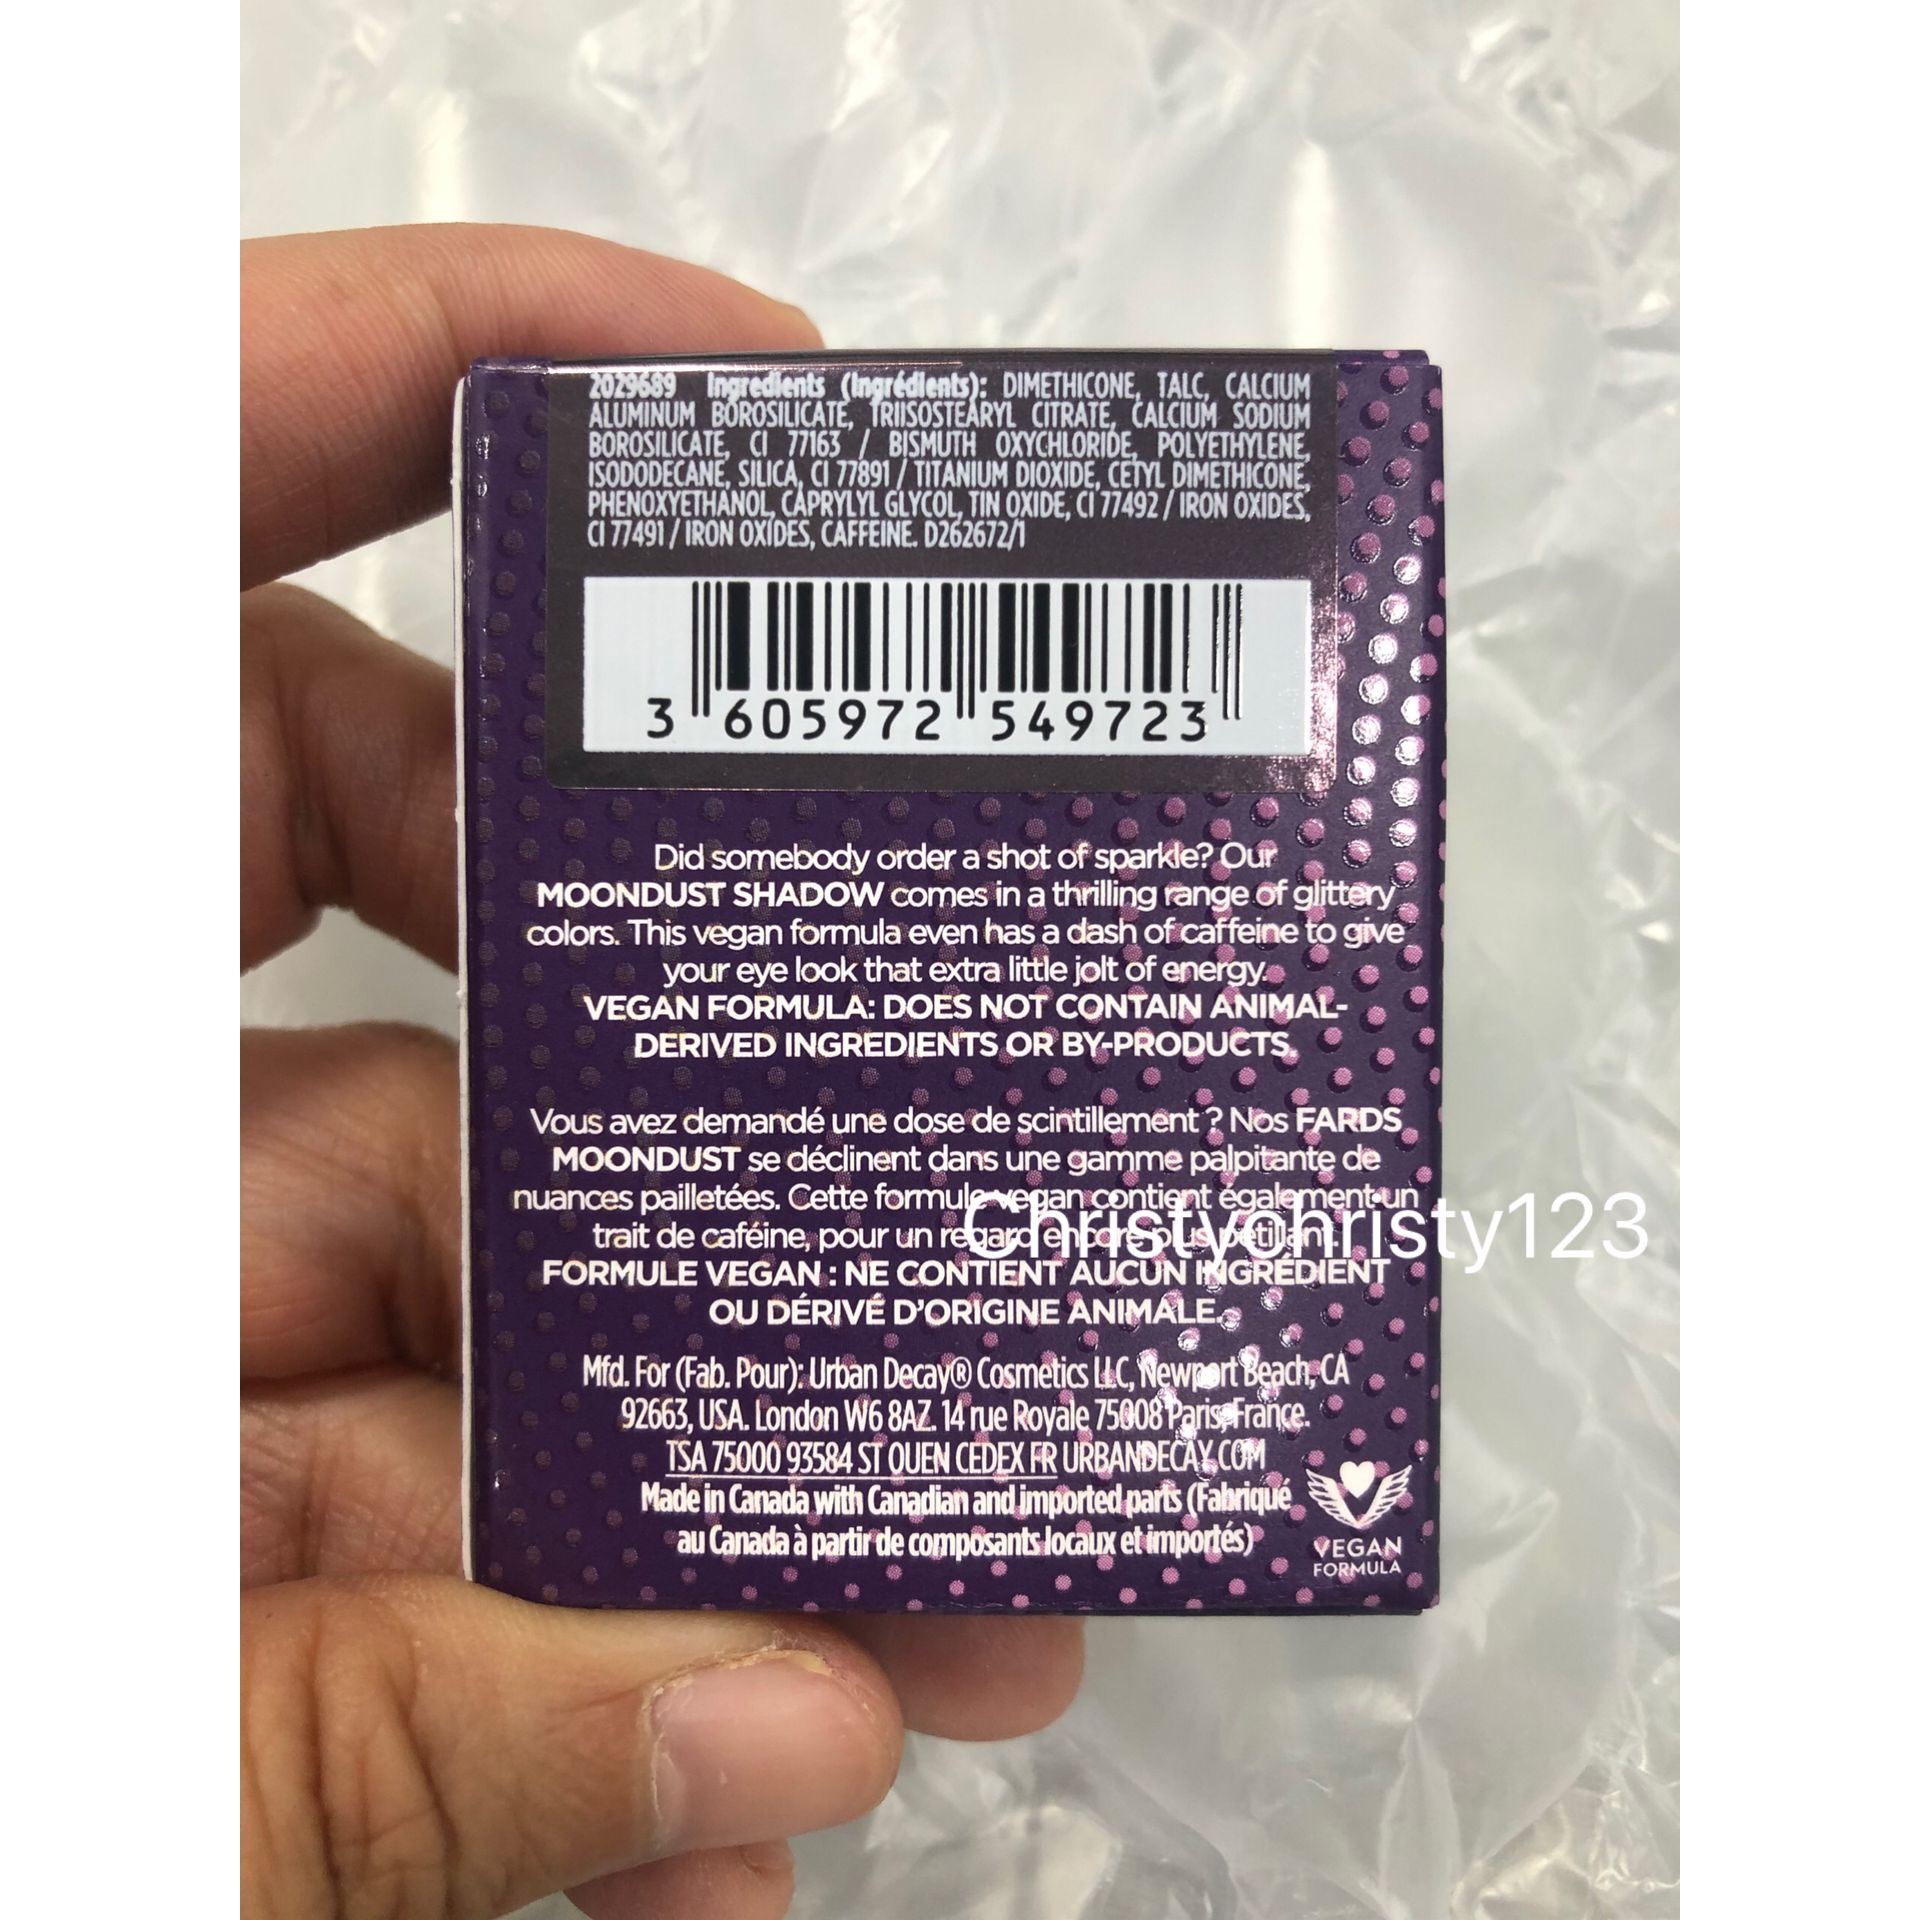 2029689 Ingredients (Ingrédients): DIMETHICONE, TALC, CALCIUM
ALUMINUM BOROSILICATE, TRIISOSTEARYL CITRATE, CALCIUM SODIUM
BOROSILICATE, CI 77163 / BISMUTH OXYCHLORIDE, POLYETHYLENE,
ISODODECANE, SILICA, CI 77891 / TITANIUM DIOXIDE, CETYL DIMETHICONE,
PHENOXYETHANOL, CAPRYLYL GLYCOL, TIN OXIDE, CI 77492 / IRON OXIDES,
CI 77491 / IRON OXIDES, CAFFEINE. D262672/1
3 605972 549723
Did somebody order a shot of sparkle? Our
MOONDUST SHADOW comes in a thrilling range of glittery
colors. This vegan formula even has a dash of caffeine to give
your eye look that extra little jolt of energy.
VEGAN FORMULA: DOES NOT CONTAIN ANIMAL-
DERIVED INGREDIENTS OR BY-PRODUCTS.
Vous avez demandé une dose de scintillement ? Nos FARDS
MOONDUST se déclinent dans une gamme palpitante de
nuances pailletées. Cette formule vegan contient également un
trait de caféine, pour un regard encore plus pétillant.
Christychristy123
FORMULE VEGAN : NE CONTIENT AUCUN INGRÉDIENT
OU DÉRIVÉ D'ORIGINE ANIMALE.
Mfd. For (Fab. Pour): Urban Decay® Cosmetics LLC, Newport Beach, CA
92663, USA. London W6 8AZ. 14 rue Royale 75008 Paris, France.
TSA 75000 93584 ST OUEN CEDEX FR URBANDECAY.COM
Made in Canada with Canadian and imported parts (Fabriqué
au Canada à partir de composants locaux et importés)
VEGAN
FORMULA